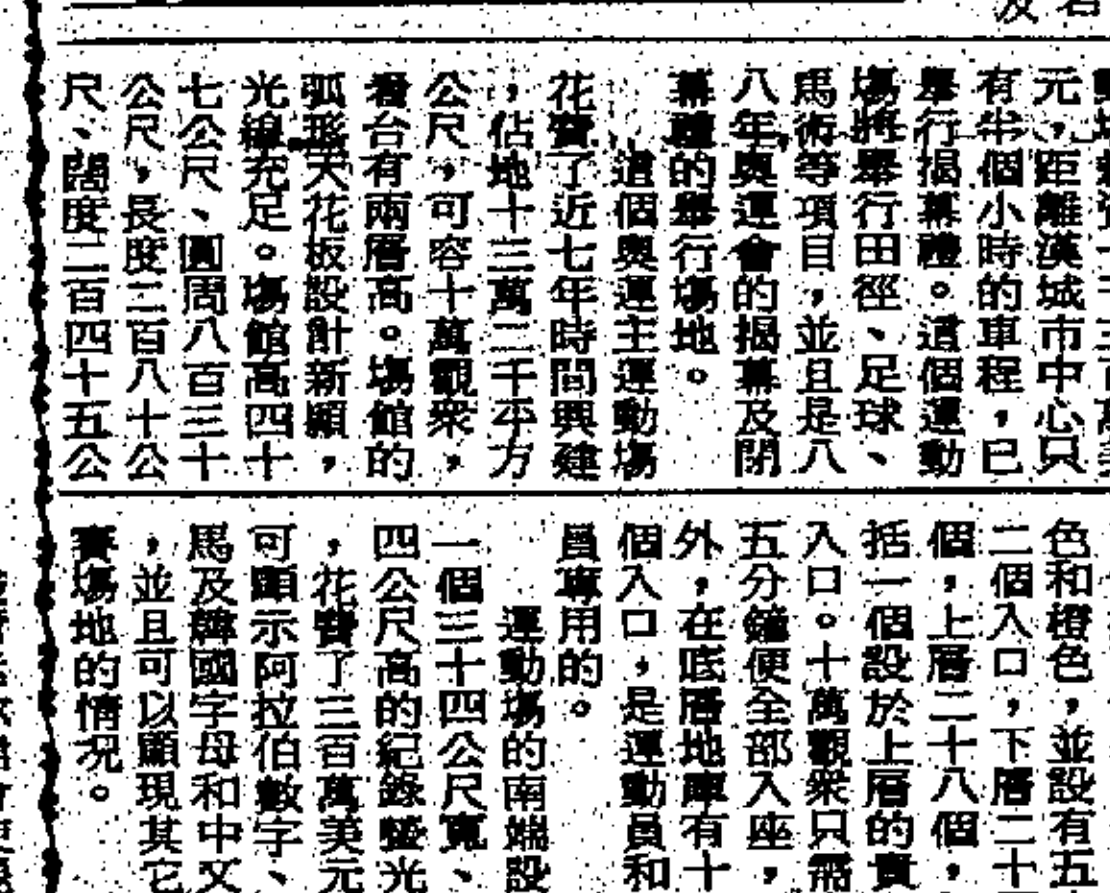 元，距離漢城市中心只
有半個小時的車程，已
舉行揭幕禮。這個運動
場將舉行田徑、足球、
馬術等項目，並且是八
八年奧運會的揭幕及閉
幕禮的舉行場地。
這個奧運主運動場
花費了近七年時間興建
，佔地十三萬二千平方
公尺，可容十萬觀衆，
看台有兩層高。場館的
弧形天花板設計新穎，
光線充足。場館高四十
七公尺、圓周八百三十
公尺，長度二百八十公
尺、闊度二百四十五公
色和橙色，並設有五
二個入口，下層二十
個，上層二十八個，
括一個設於上層的貴
入口。十萬觀衆只需
五分鐘便全部入座，
外，在底層地庫有十
個入口，是運動員和
員專用的。
運動場的南端設
一個三十四公尺寬、
四公尺高的紀錄螢光
，花費了三百萬美元
可顯示阿拉伯數字、
馬及韓國字母和中文
，並且可以顯現其它
賽場地的情况。